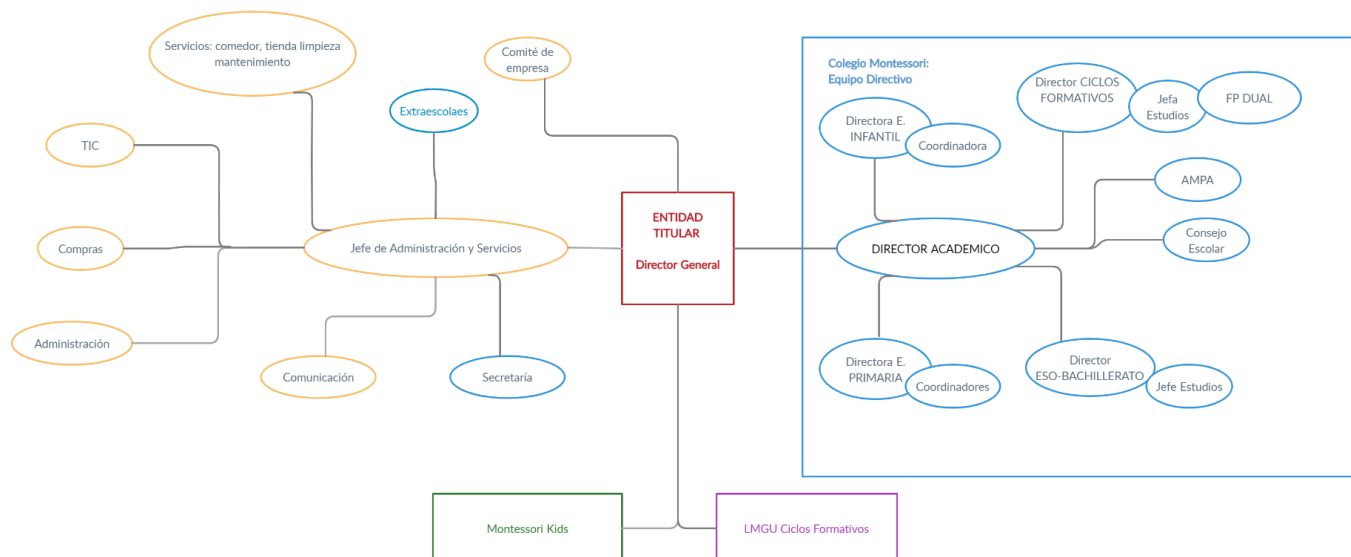 Servicios: comedor, tienda limpieza
mantenimiento
Comité de
empresa
Extraescolaes
TIC
Compras
Jefe de Administración y Servicios
Administración
Comunicación
Secretaría
ENTIDAD
TITULAR
Director General
Colegio Montessori:
Equipo Directivo
Directora E.
INFANTIL
Coordinadora
Director CICLOS
FORMATIVOS
Jefa
Estudios
FP DUAL
AMPA
Consejo
Escolar
DIRECTOR ACADEMICO
Directora E.
PRIMARIA
Coordinadores
Director
ESO-BACHILLERATO
Jefe Estudios
Montessori Kids
LMGU Ciclos Formativos